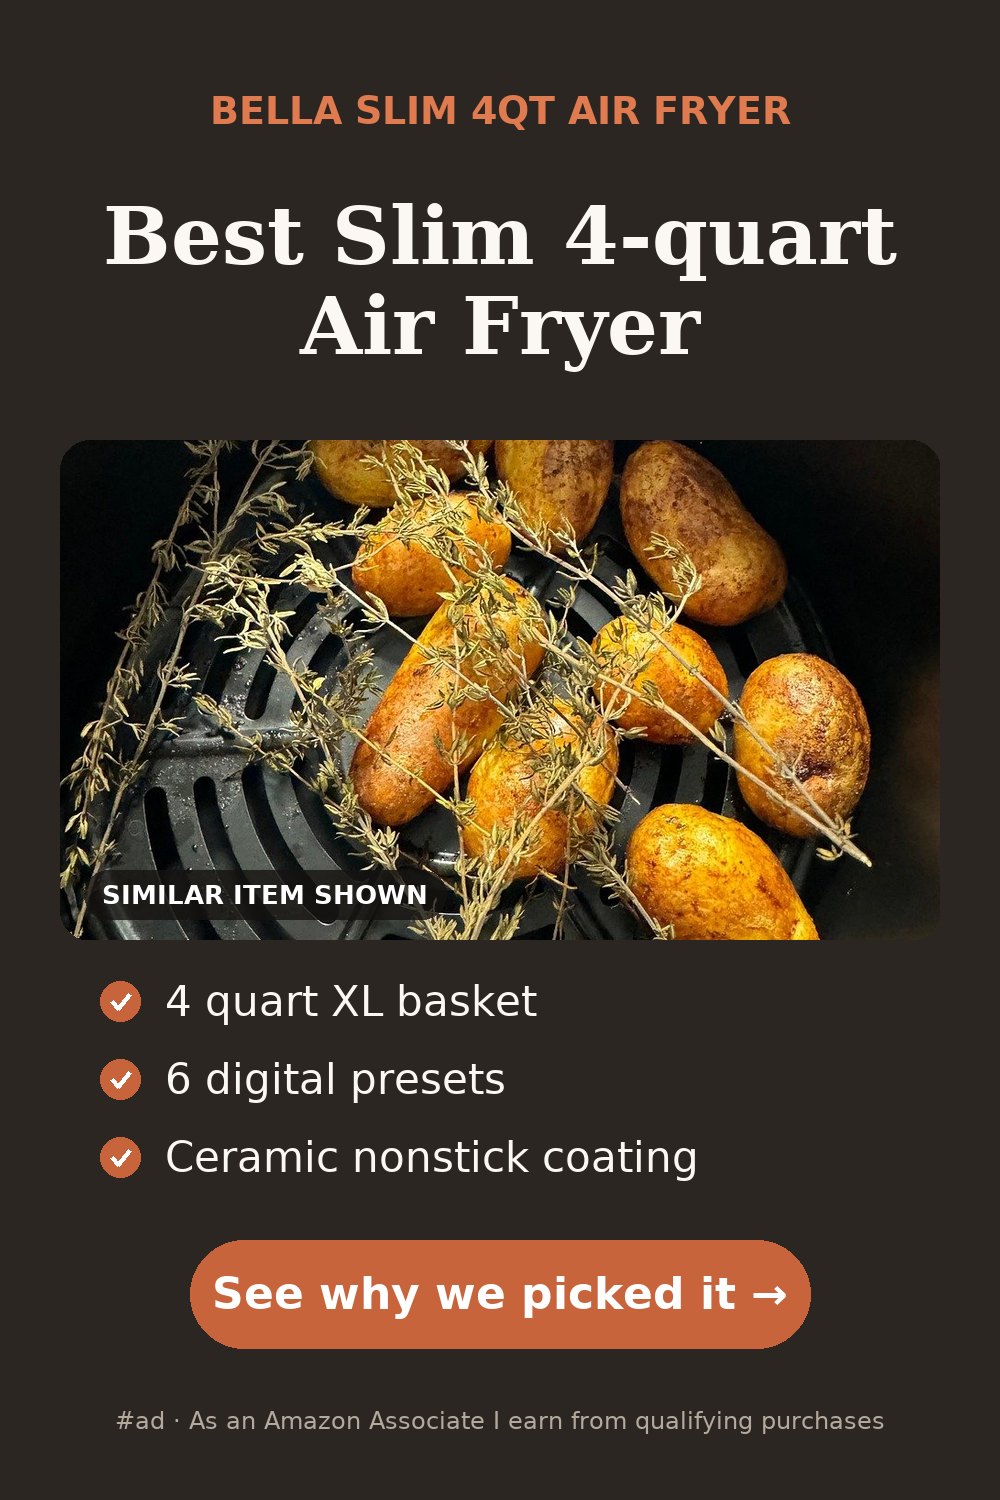 BELLA SLIM 4QT AIR FRYER
Best Slim 4-quart
Air Fryer
SIMILAR ITEM SHOWN
4 quart XL basket
6 digital presets
Ceramic nonstick coating
See why we picked it →
#ad · As an Amazon Associate I earn from qualifying purchases